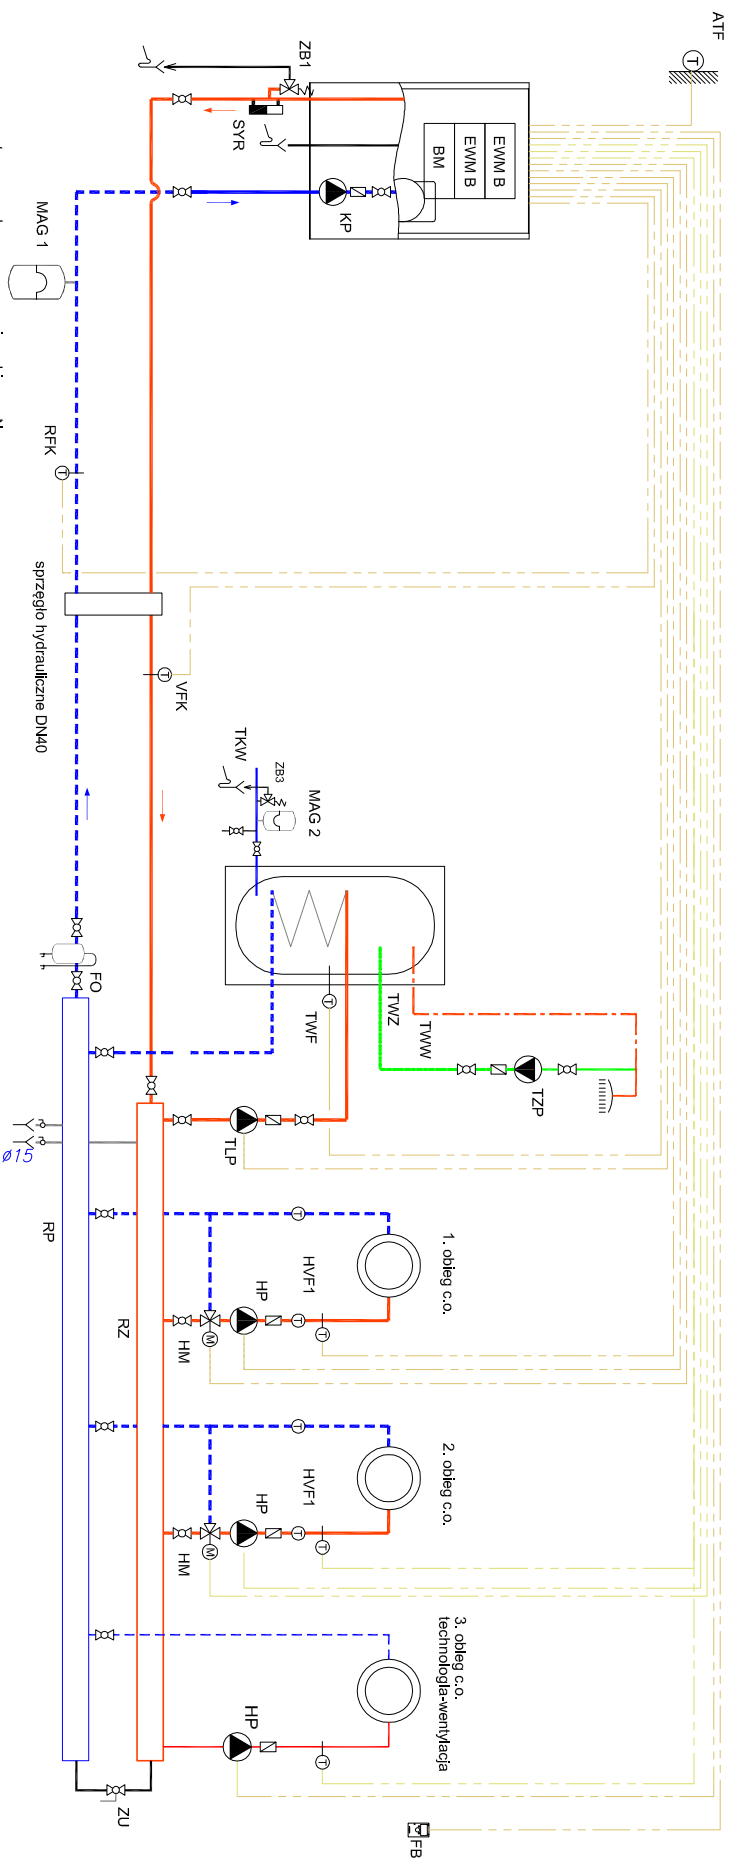 ATF
ZB1
SYR
EWM B
EWM B
BM
KP
MAG 1
RFK
sprzęgło hydrauliczne DN40
VFK
TKW
ZB3
MAG 2
TWF
TWZ
TWW
TZP
FO
TLP
ø15
RP
RZ
1. obieg c.o.
HVF1
HP
HM
2. obieg c.o.
HVF1
HP
HM
3. obieg c.o.
technologia-wentylacja
HP
ZU
FB
T
T
T
T
T
T
M
T
T
M
T